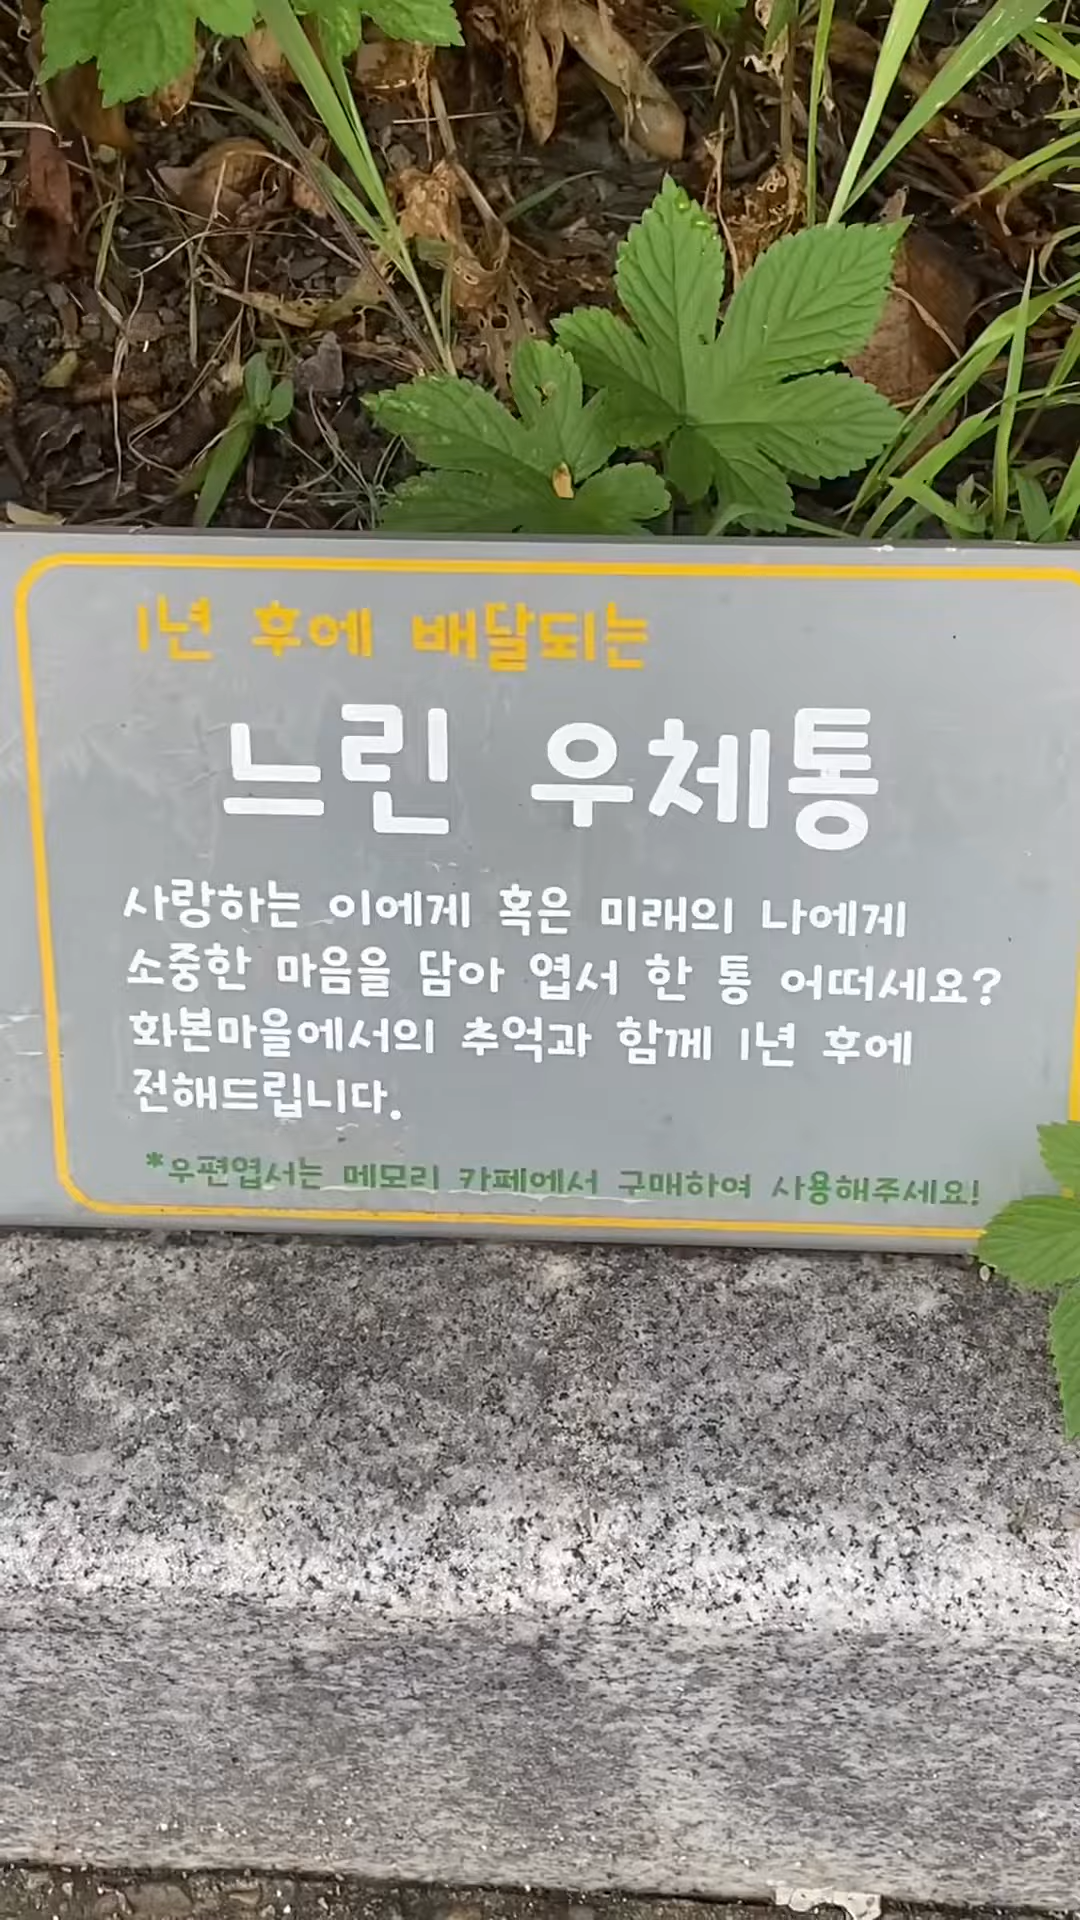 1년 후에 배달되는
느린 우체통
사랑하는 이에게 혹은 미래의 나에게
소중한 마음을 담아 엽서 한 통 어떠세요?
화본마을에서의 추억과 함께 1년 후에
전해드립니다.
*우편엽서는 메모리 카페에서 구매하여 사용해주세요!